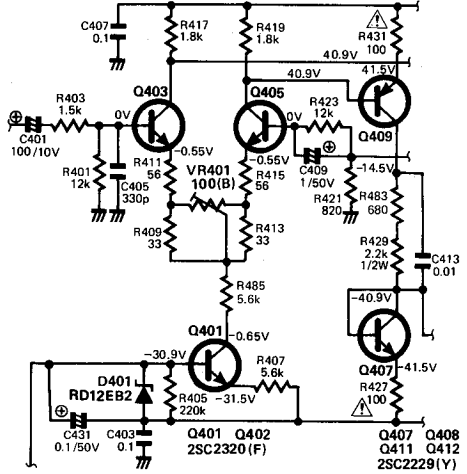 C407
0.1
R417
1.8k
R419
1.8k
R431
100
40.9V
40.9V
41.5V
Q403
Q405
Q409
R403
1.5k
0V
0V
R423
12k
C401
100/10V
-0.55V
-0.55V
C409
1/50V
-14.5V
R401
12k
C405
330p
R411
56
VR401
100(B)
R415
56
R421
820
R483
680
R409
33
R413
33
R429
2.2k
1/2W
C413
0.01
R485
5.6k
-40.9V
Q401
-0.65V
-30.9V
R407
5.6k
Q407
-41.5V
D401
RD12EB2
R405
220k
-31.5V
R427
100
C431
0.1/50V
C403
0.1
Q401 Q402
2SC2320(F)
Q407 Q408
Q411 Q412
2SC2229(Y)